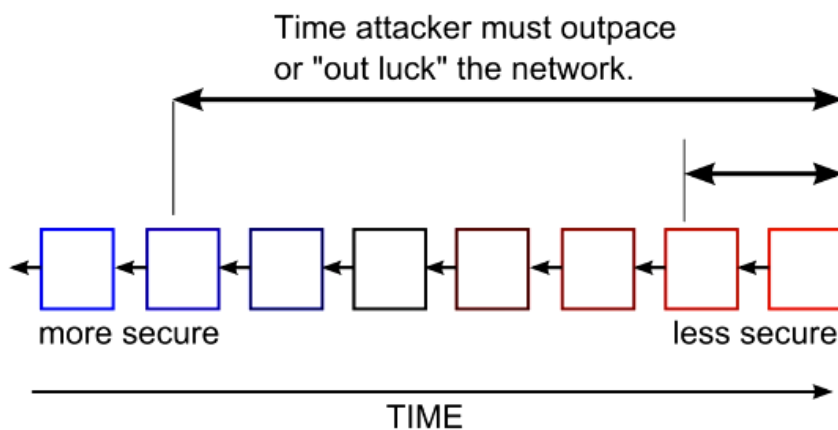 Time attacker must outpace
or "out luck" the network.
more secure
less secure
TIME